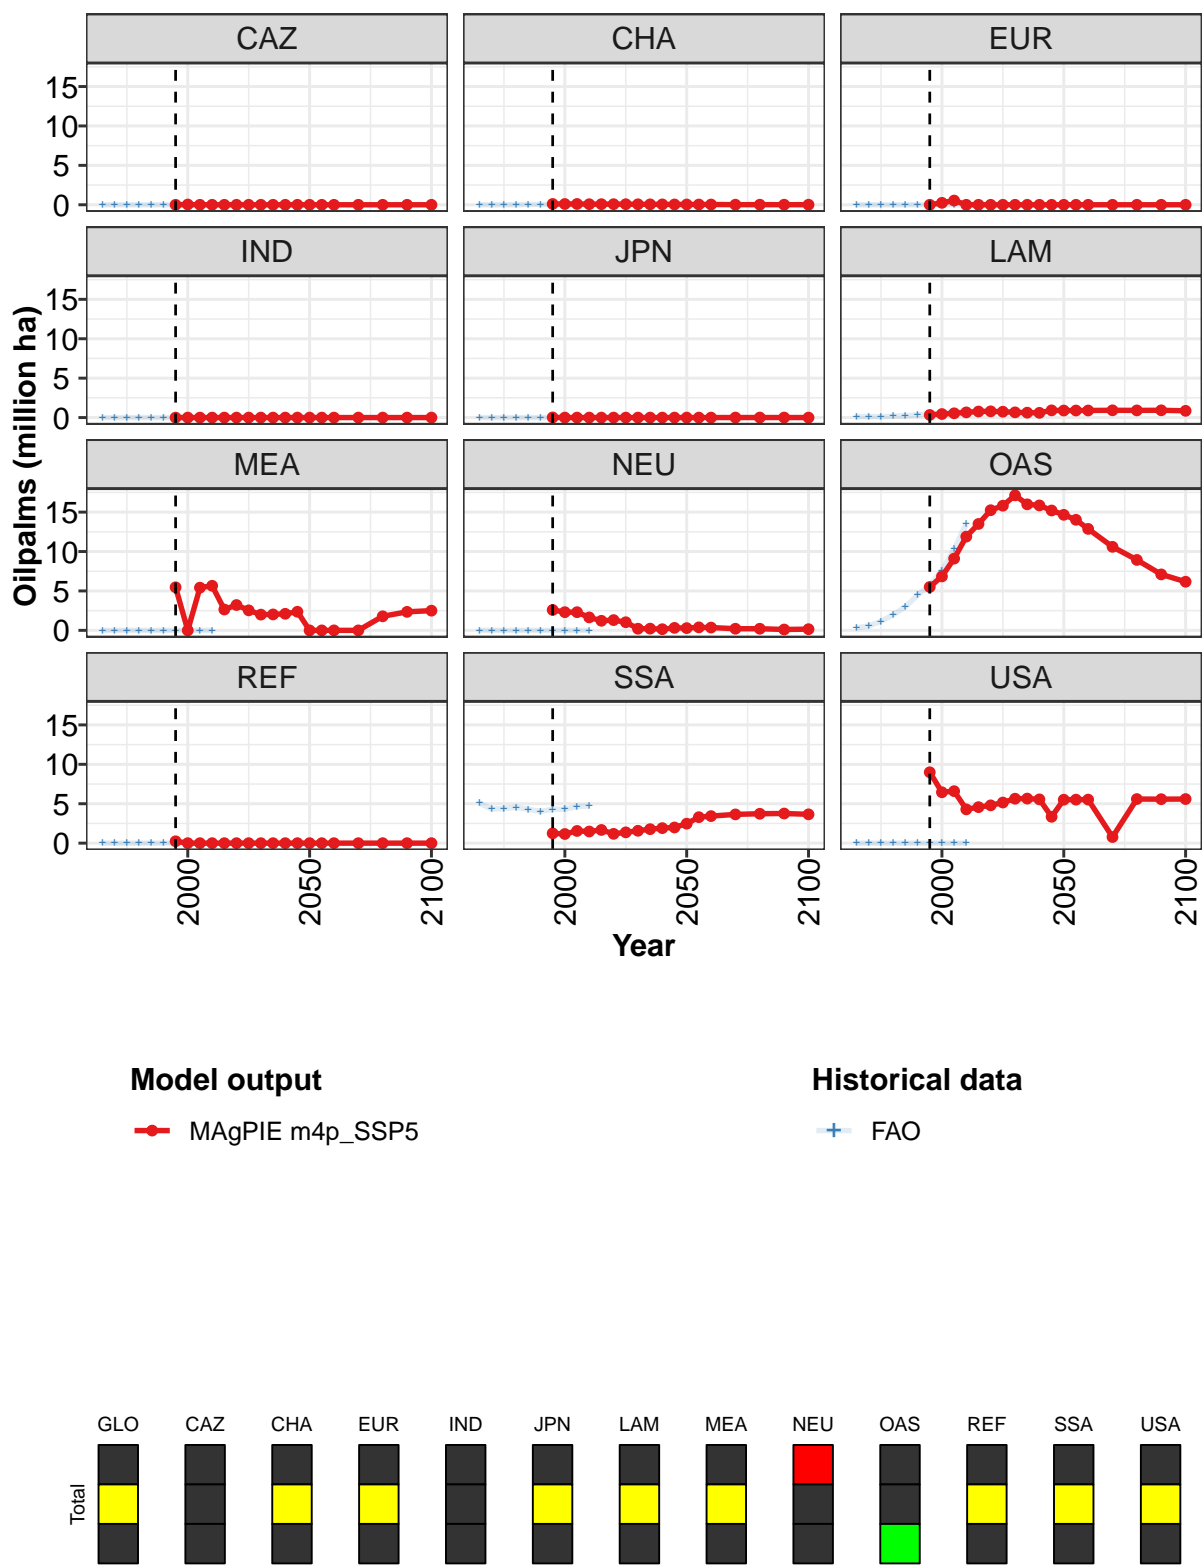 CAZ CHA EUR
15
10
5
0
IND JPN LAM
15
10
5
0
MEA NEU OAS
15
10
5
0
REF SSA USA
15
10
5
0
Oilpalms (million ha)
2000 2050 2100 2000 2050 2100 2000 2050 2100
Year
Model output Historical data
MAgPIE m4p_SSP5 FAO
GLO CAZ CHA EUR IND JPN LAM MEA NEU OAS REF SSA USA
Total